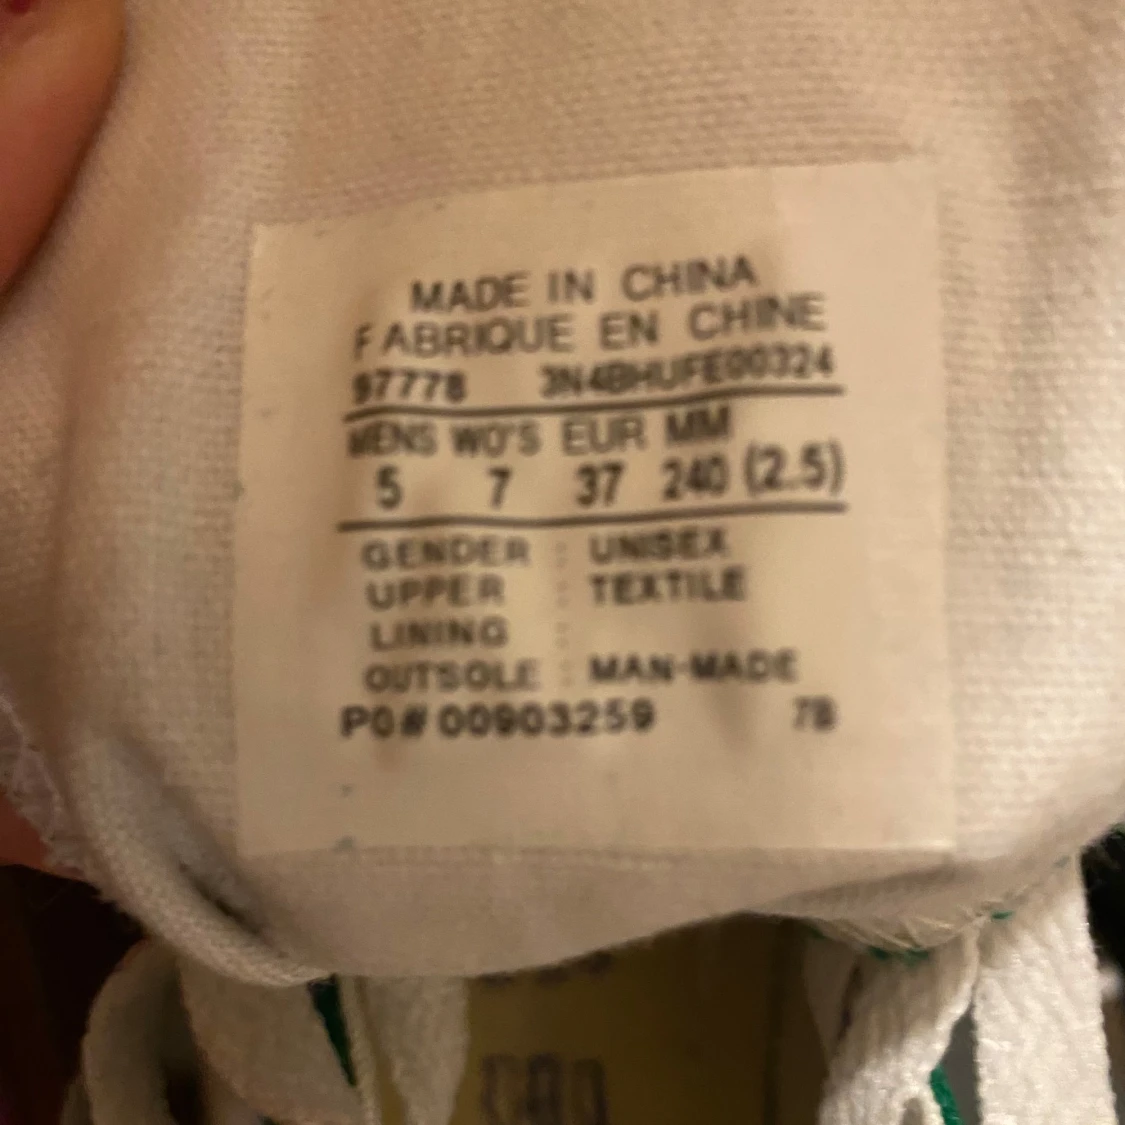 MADE IN CHINA
FABRIQUE EN CHINE
97778 3N4BHUFE00324
MENS WO'S EUR MM
5 7 37 240 (2.5)
GENDER : UNISEX
UPPER : TEXTILE
LINING :
OUTSOLE : MAN-MADE
PO# 00903259 7B